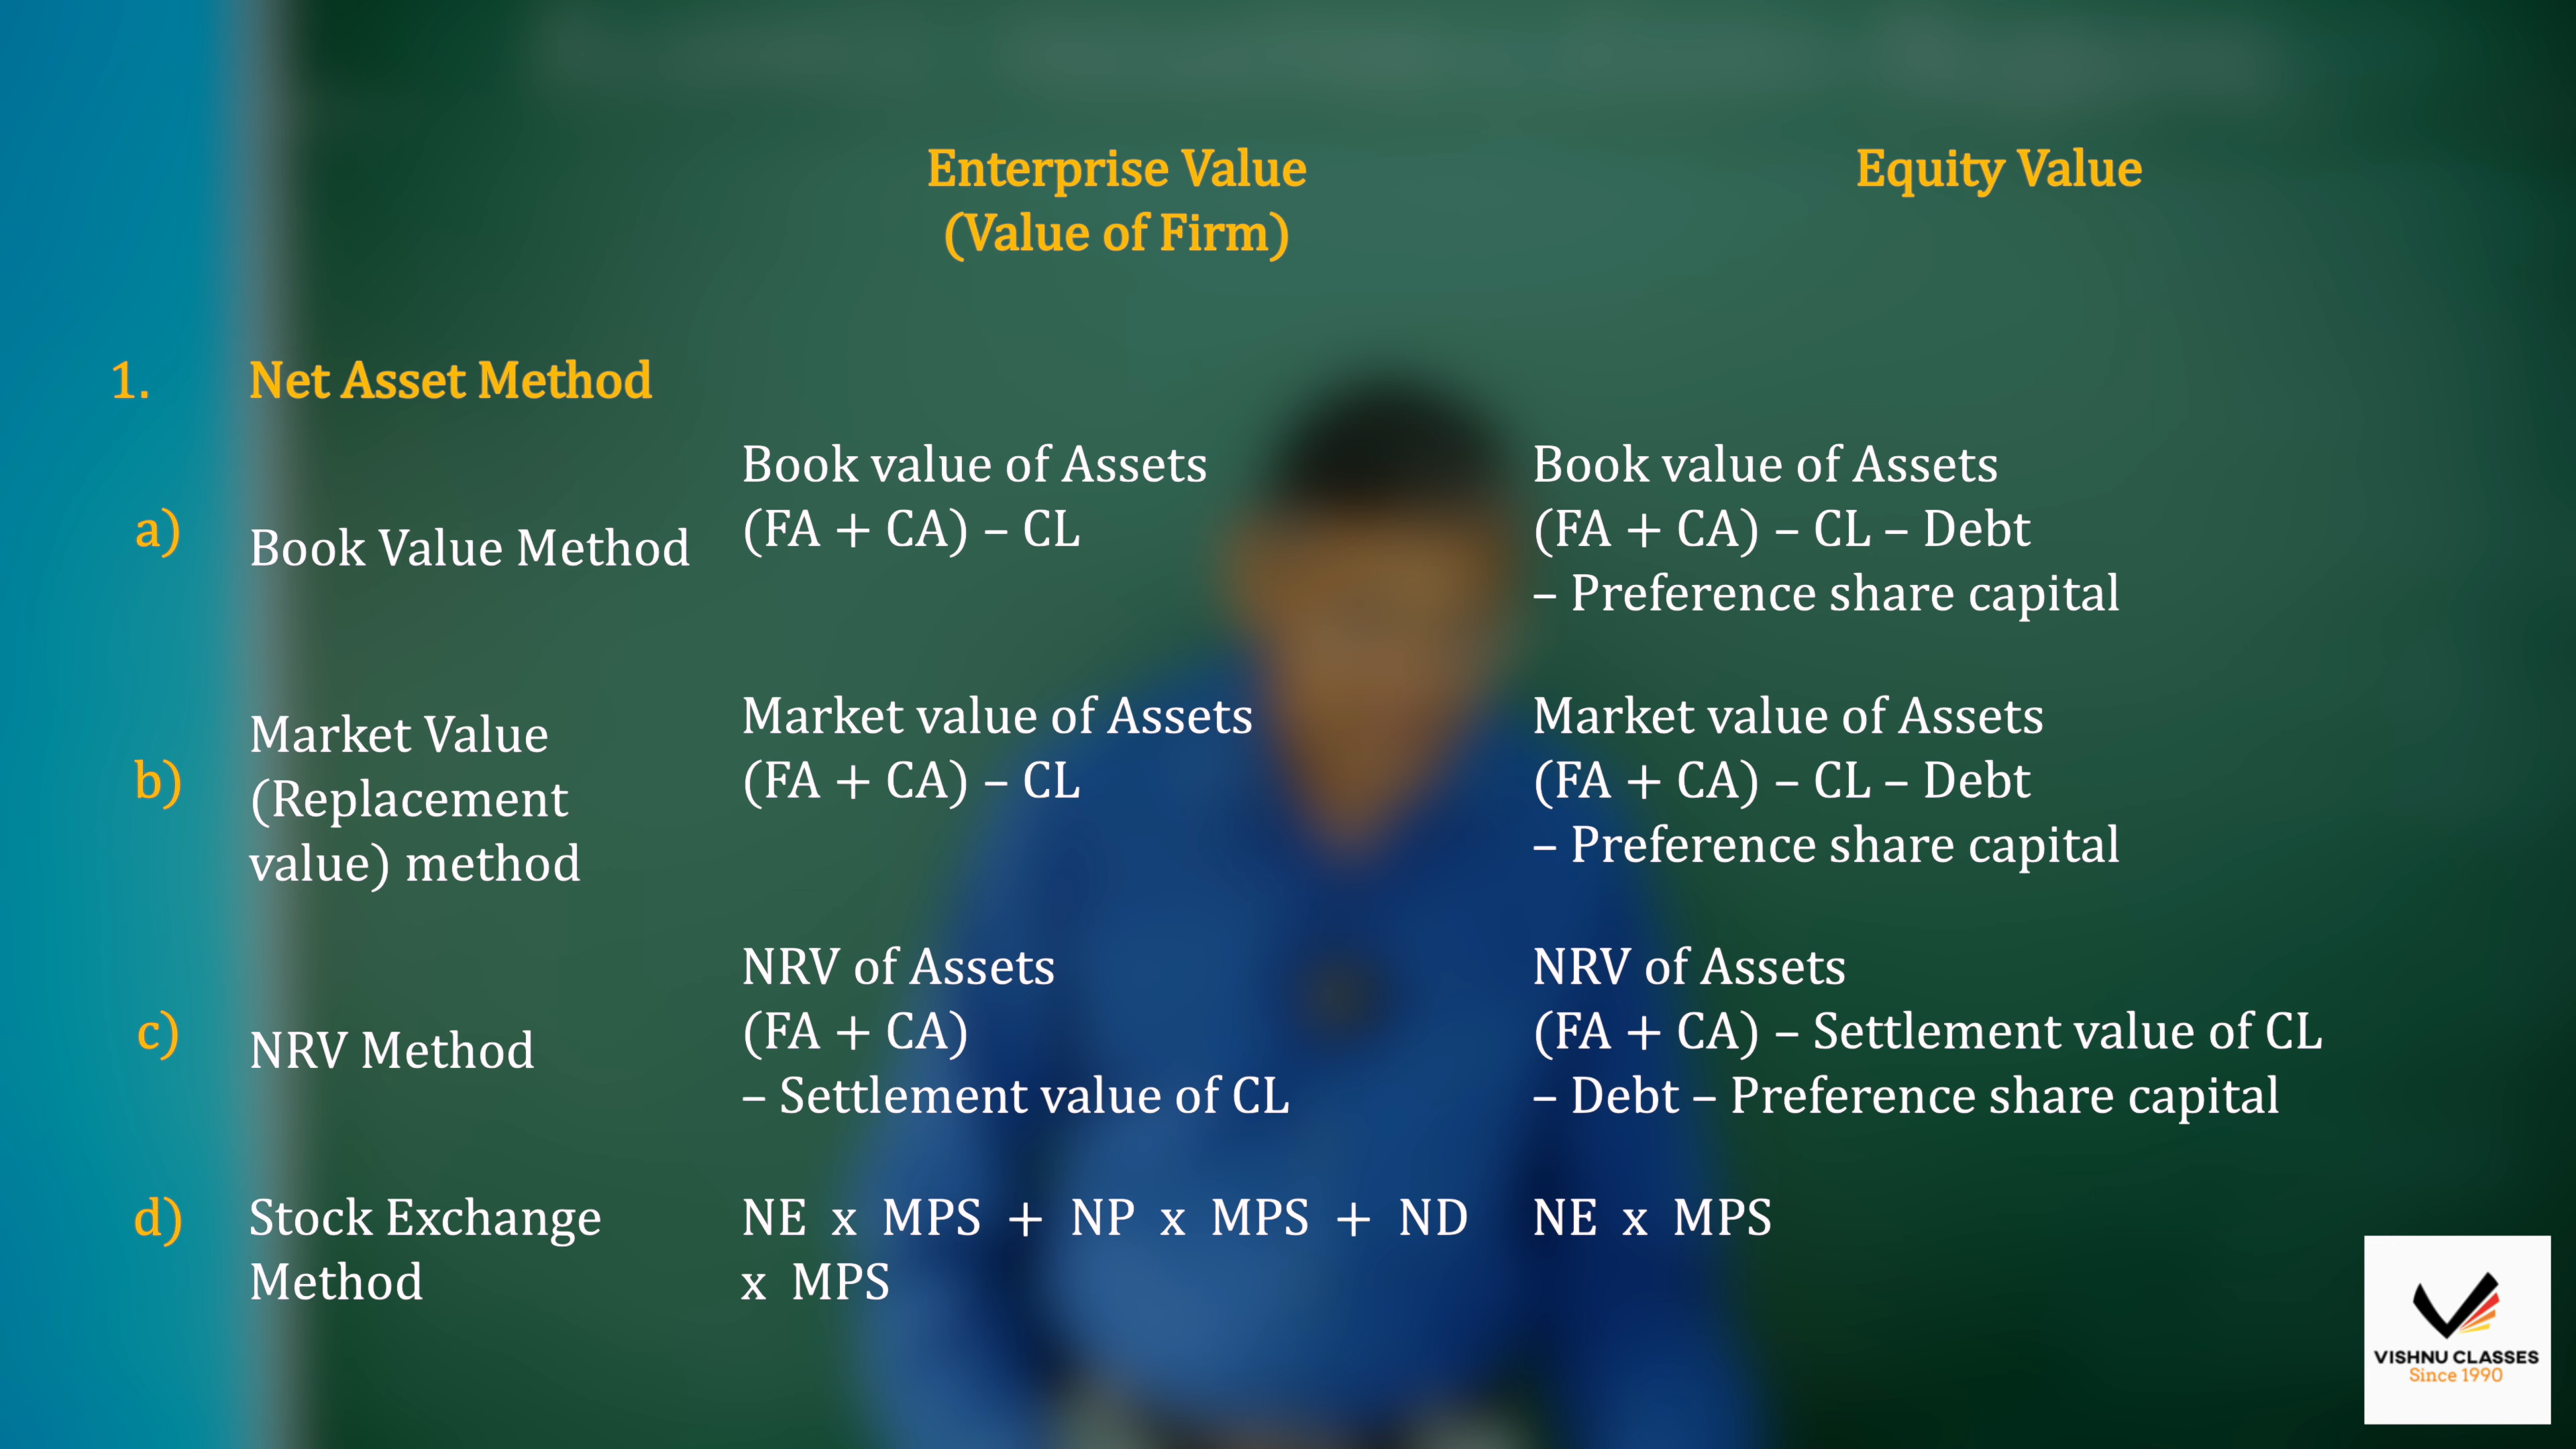 Enterprise Value
(Value of Firm)
Equity Value
1. Net Asset Method
a) Book Value Method
Book value of Assets
(FA + CA) – CL
Book value of Assets
(FA + CA) – CL – Debt
– Preference share capital
b) Market Value
(Replacement
value) method
Market value of Assets
(FA + CA) – CL
Market value of Assets
(FA + CA) – CL – Debt
– Preference share capital
c) NRV Method
NRV of Assets
(FA + CA)
– Settlement value of CL
NRV of Assets
(FA + CA) – Settlement value of CL
– Debt – Preference share capital
d) Stock Exchange
Method
NE x MPS + NP x MPS + ND
x MPS
NE x MPS
VISHNU CLASSES
Since 1990